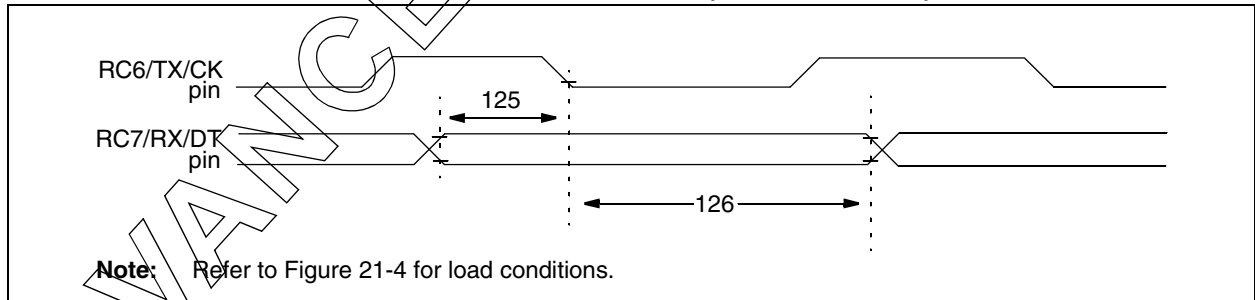 RC6/TX/CK
pin
125
RC7/RX/DT
pin
126
Note: Refer to Figure 21-4 for load conditions.